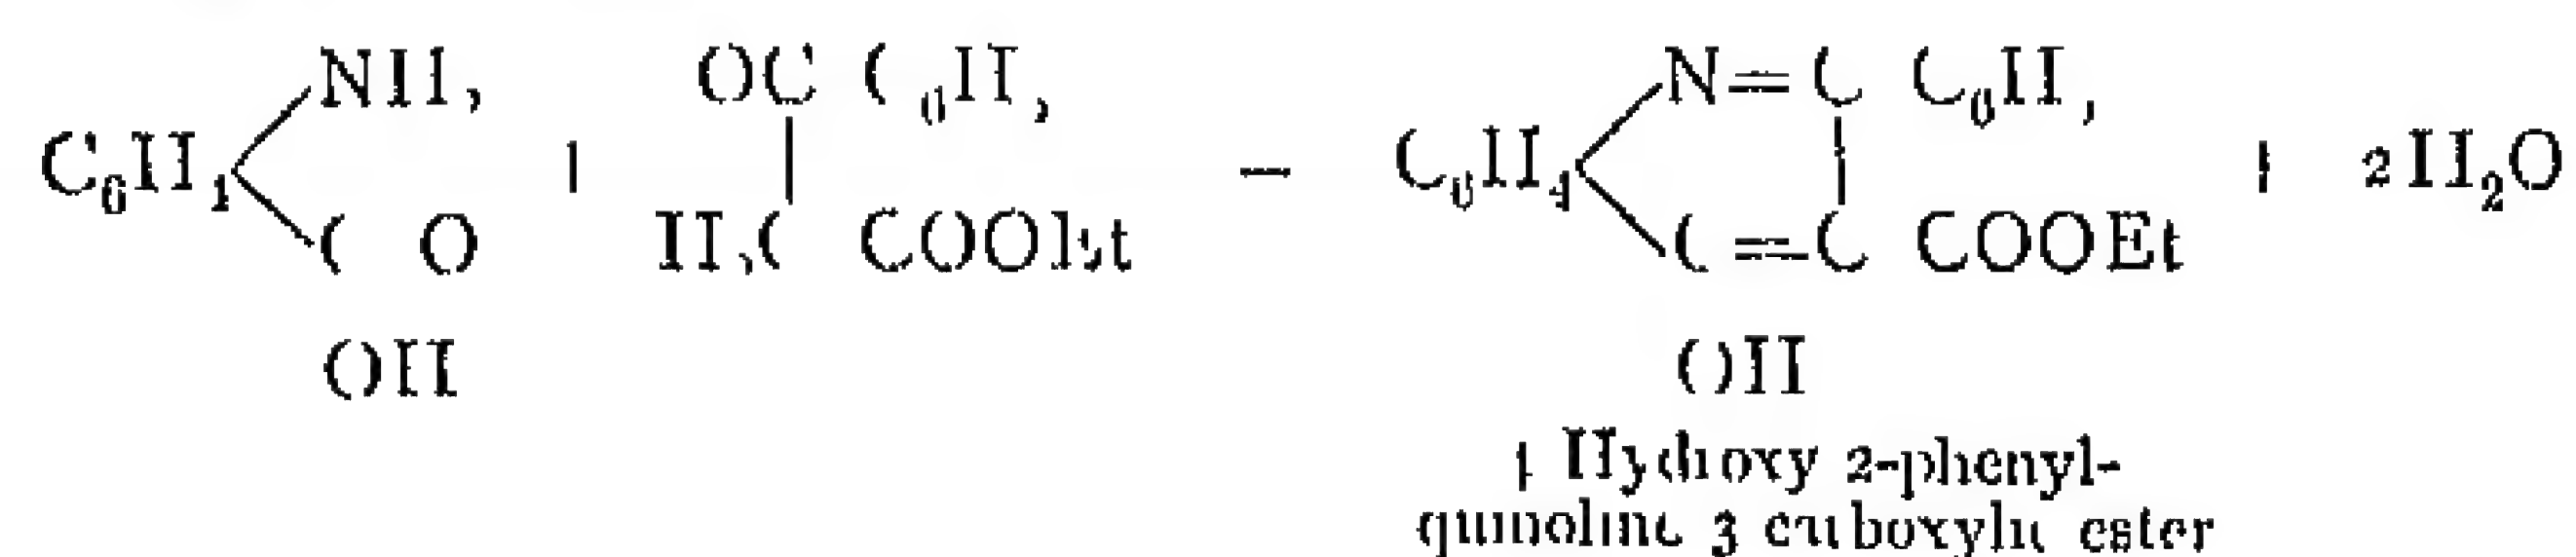 NH₂ OC C₆H₅ N=C C₆H₅
C₆H₄ + — C₆H₄ + 2H₂O
C O H₂C COOEt C=C COOEt
OH OH
4 Hydroxy 2-phenyl-
quinoline 3 carboxylic ester